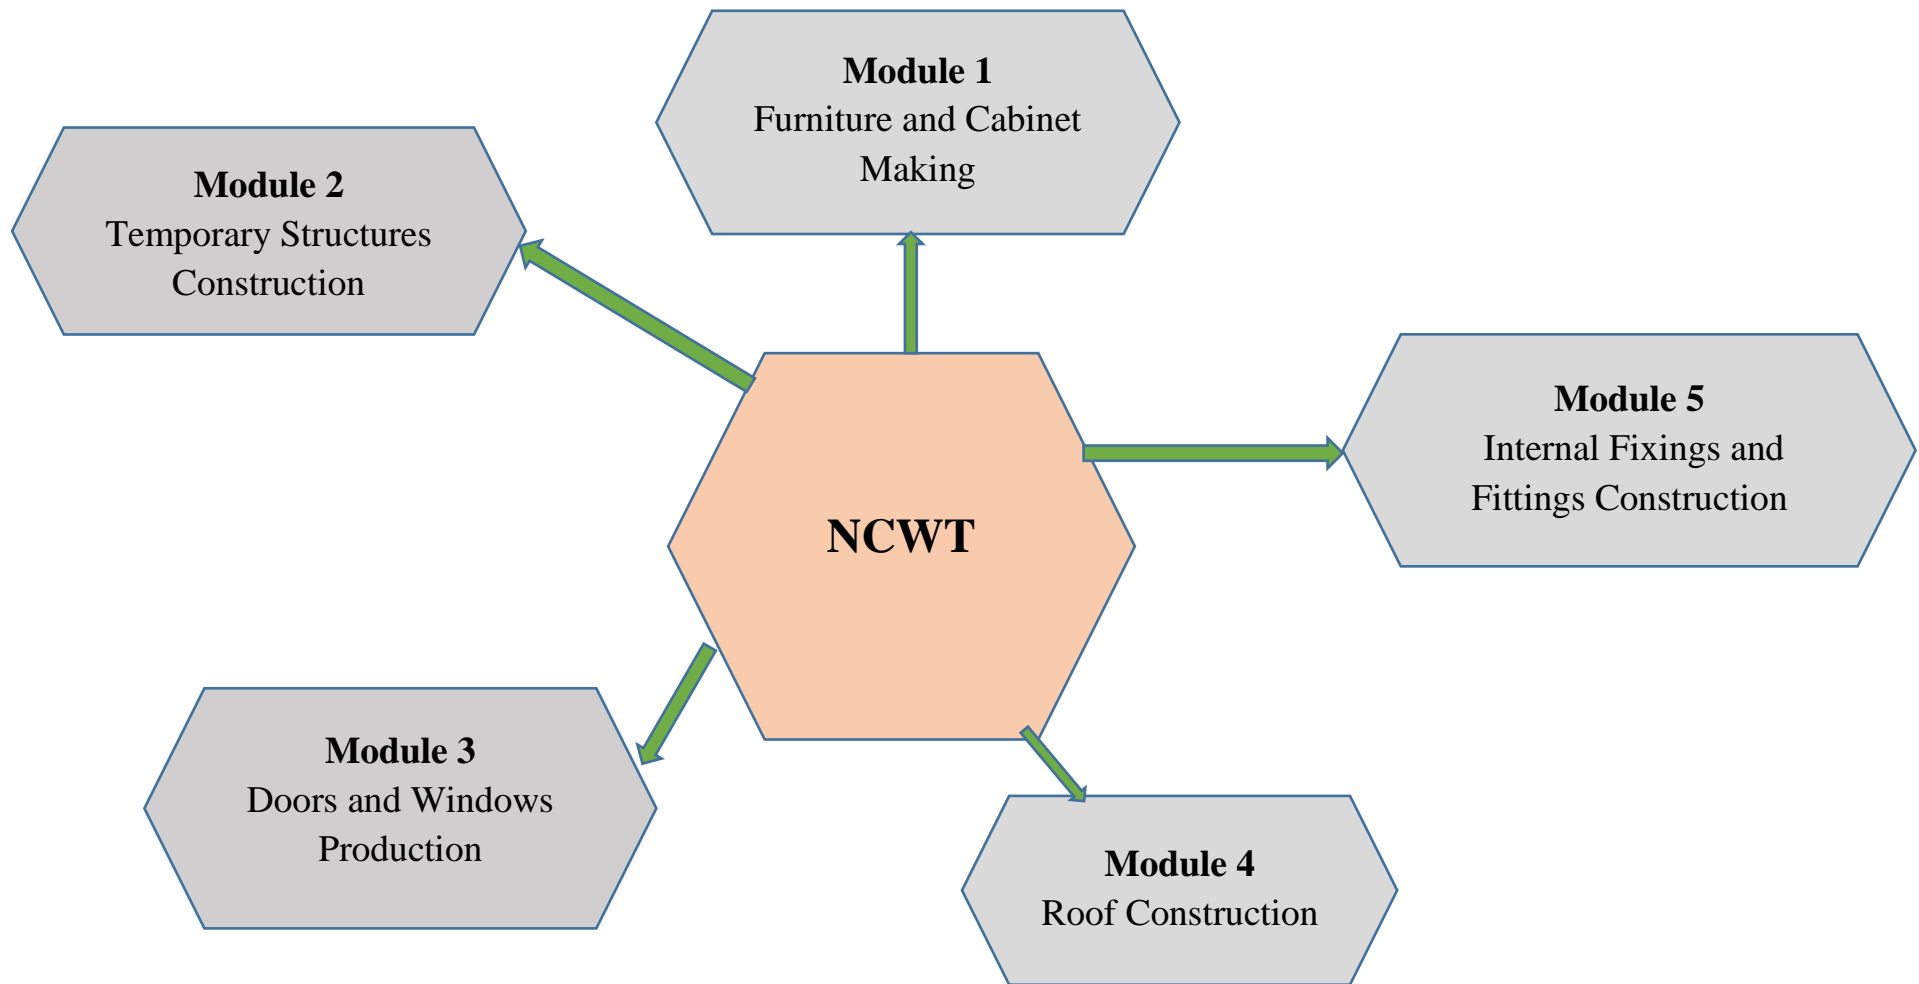 Module 1
Furniture and Cabinet
Making
Module 2
Temporary Structures
Construction
Module 5
Internal Fixings and
Fittings Construction
NCWT
Module 3
Doors and Windows
Production
Module 4
Roof Construction